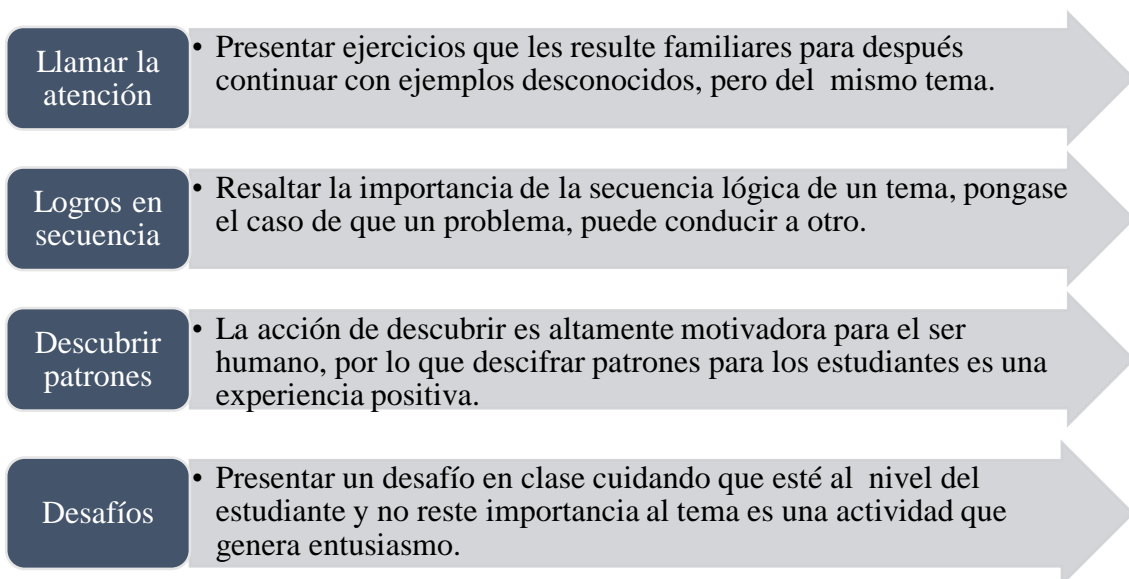 Llamar la
atención
• Presentar ejercicios que les resulte familiares para después
continuar con ejemplos desconocidos, pero del mismo tema.
Logros en
secuencia
• Resaltar la importancia de la secuencia lógica de un tema, pongase
el caso de que un problema, puede conducir a otro.
Descubrir
patrones
• La acción de descubrir es altamente motivadora para el ser
humano, por lo que descifrar patrones para los estudiantes es una
experiencia positiva.
Desafíos
• Presentar un desafío en clase cuidando que esté al nivel del
estudiante y no reste importancia al tema es una actividad que
genera entusiasmo.